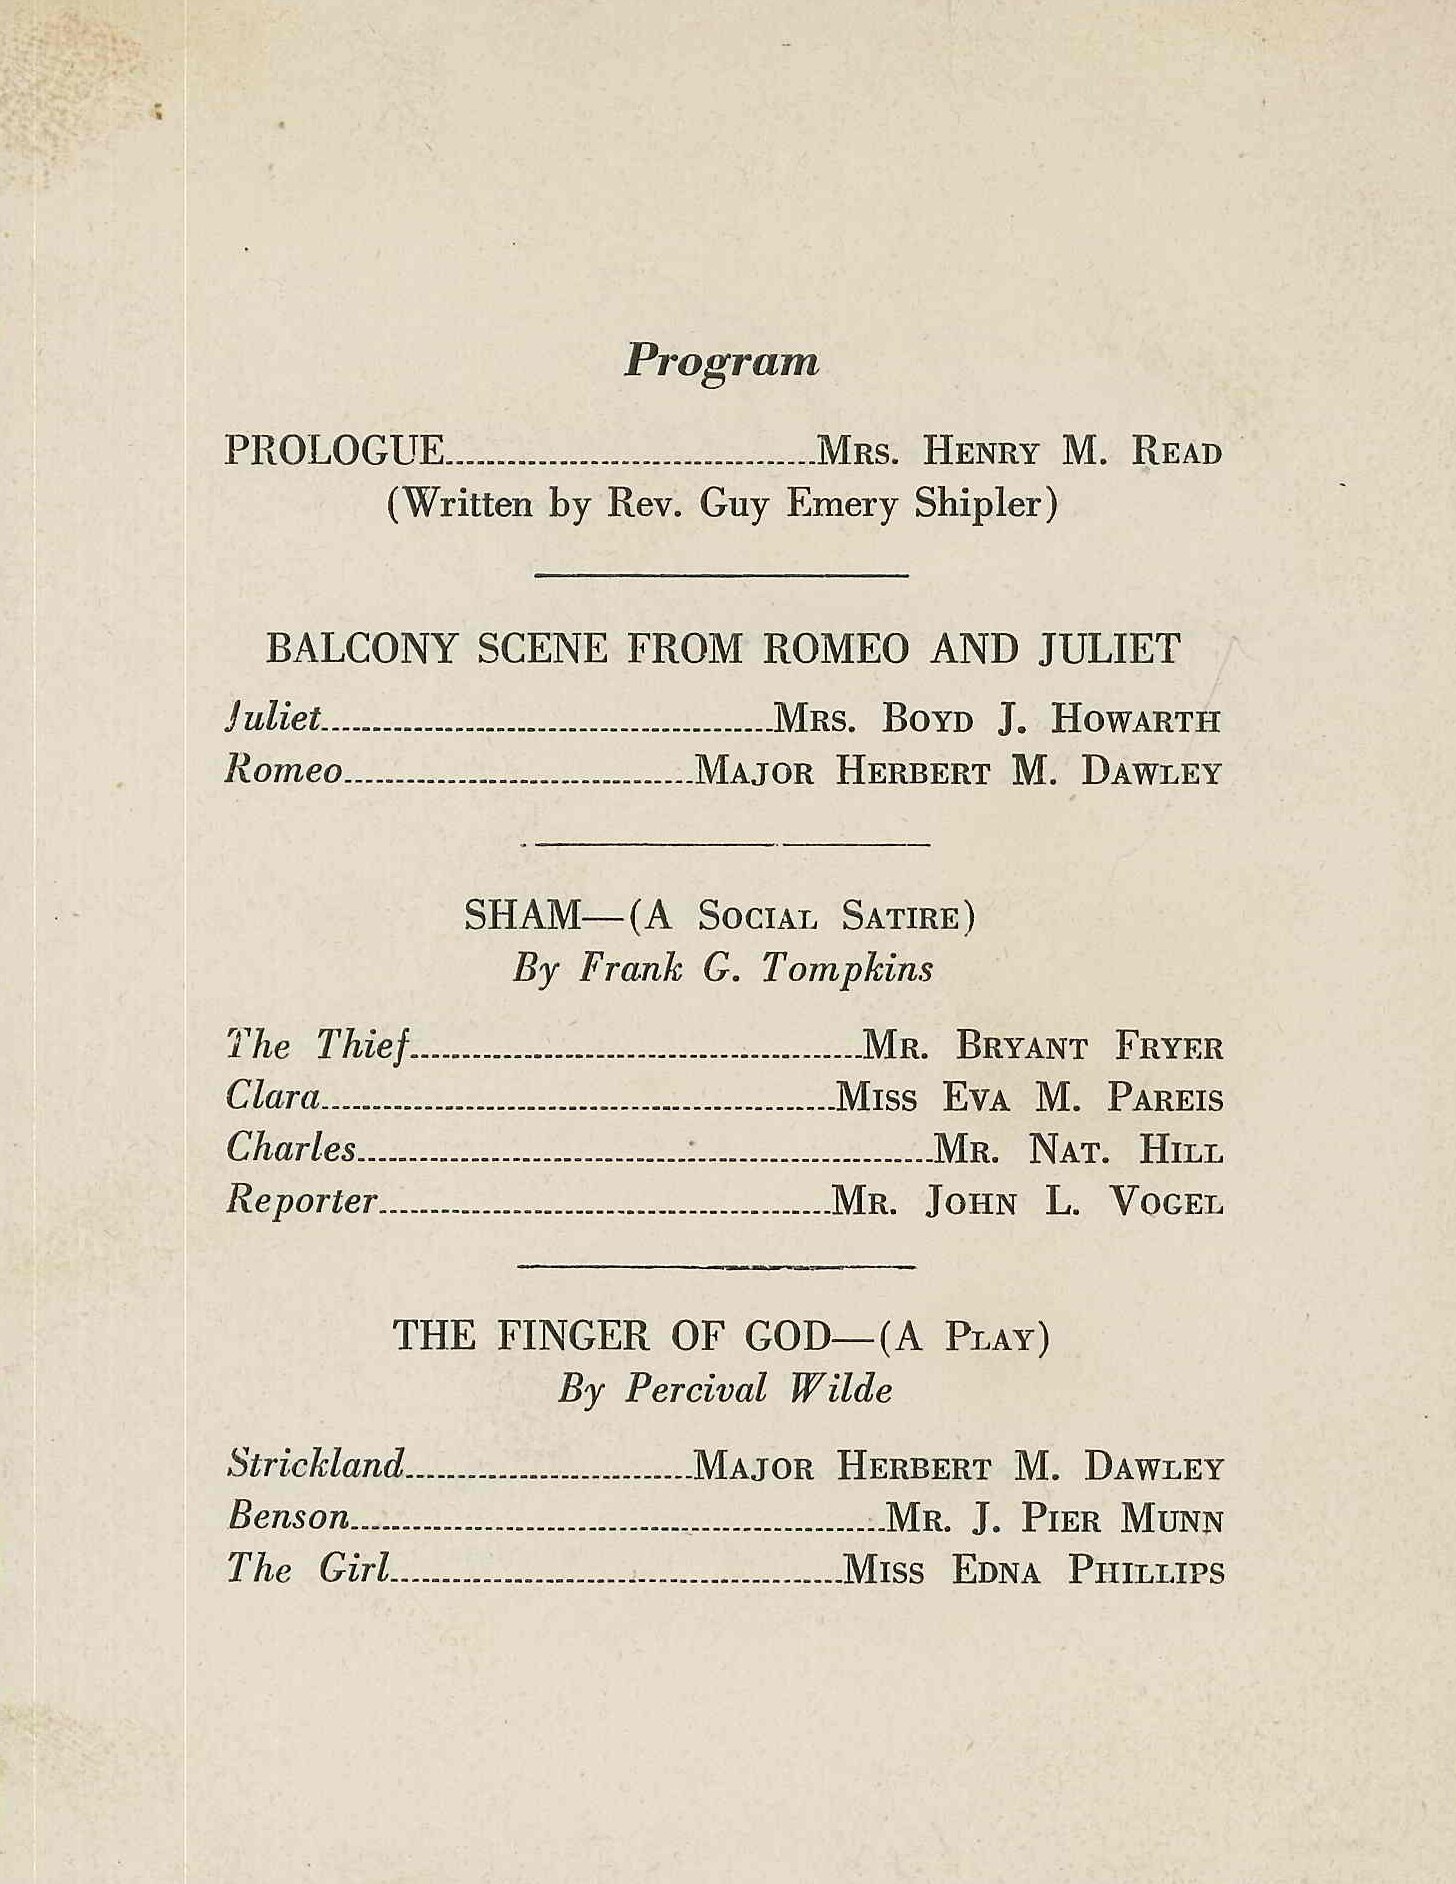 Program
PROLOGUE........................................MRS. HENRY M. READ
(Written by Rev. Guy Emery Shipler)
BALCONY SCENE FROM ROMEO AND JULIET
Juliet........................................MRS. BOYD J. HOWARTH
Romeo........................................MAJOR HERBERT M. DAWLEY
SHAM—(A SOCIAL SATIRE)
By Frank G. Tompkins
The Thief........................................MR. BRYANT FRYER
Clara........................................MISS EVA M. PAREIS
Charles........................................MR. NAT. HILL
Reporter........................................MR. JOHN L. VOGEL
THE FINGER OF GOD—(A PLAY)
By Percival Wilde
Strickland........................................MAJOR HERBERT M. DAWLEY
Benson........................................MR. J. PIER MUNN
The Girl........................................MISS EDNA PHILLIPS